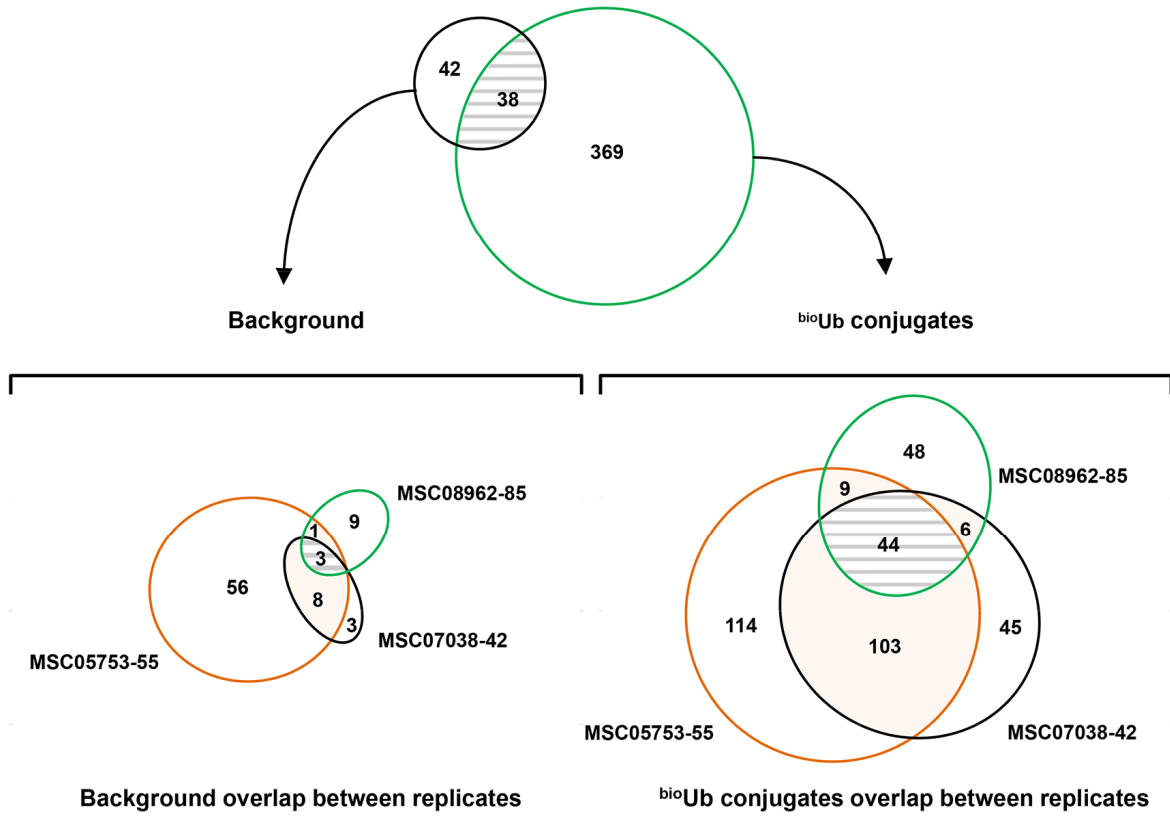 42
38
369
Background
bioUb conjugates
MSC08962-85
1
9
3
56
8
3
MSC07038-42
MSC05753-55
Background overlap between replicates
48
MSC08962-85
9
6
44
114
45
103
MSC05753-55
MSC07038-42
bioUb conjugates overlap between replicates